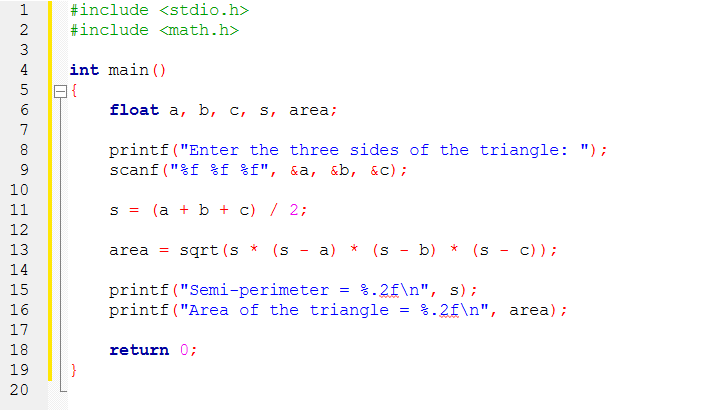 1 #include <stdio.h>
2 #include <math.h>
3
4 int main()
5 {
6     float a, b, c, s, area;
7
8     printf("Enter the three sides of the triangle: ");
9     scanf("%f %f %f", &a, &b, &c);
10
11     s = (a + b + c) / 2;
12
13     area = sqrt(s * (s - a) * (s - b) * (s - c));
14
15     printf("Semi-perimeter = %.2f\n", s);
16     printf("Area of the triangle = %.2f\n", area);
17
18     return 0;
19 }
20